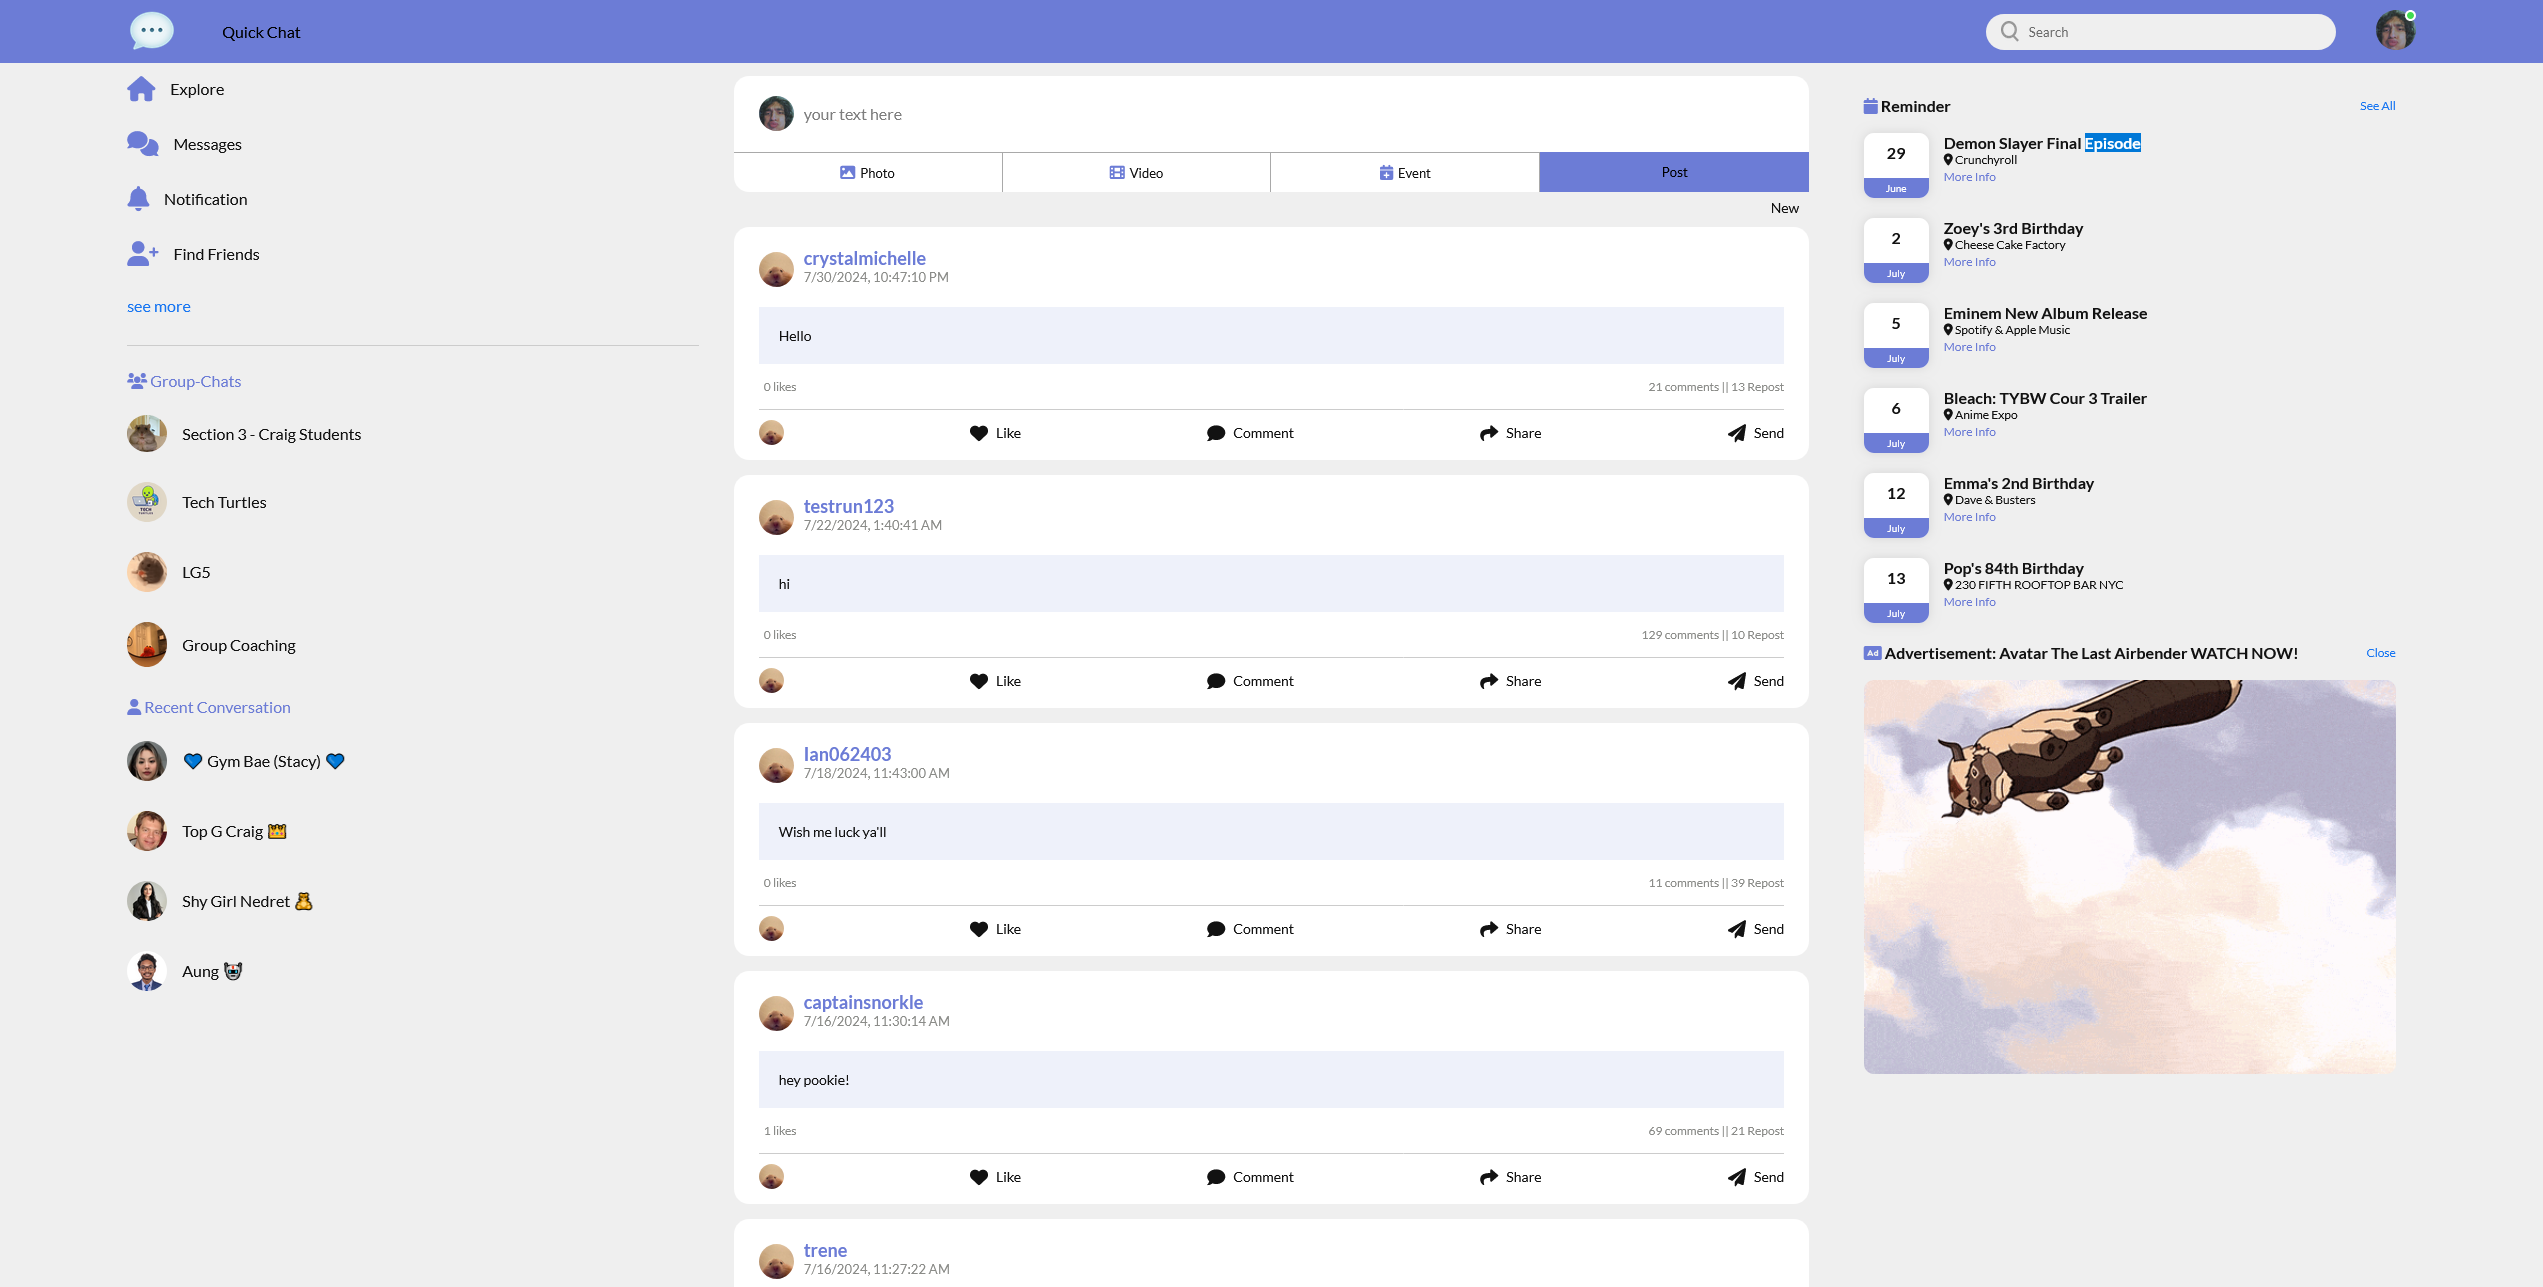 Quick Chat
Search
Explore
Messages
Notification
Find Friends
see more
Group-Chats
Section 3 - Craig Students
Tech Turtles
LG5
Group Coaching
Recent Conversation
💙 Gym Bae (Stacy) 💙
Top G Craig 👑
Shy Girl Nedret 🧸
Aung 🤖
your text here
Photo
Video
Event
Post
New
crystalmichelle
7/30/2024, 10:47:10 PM
Hello
0 likes
21 comments || 13 Repost
Like
Comment
Share
Send
testrun123
7/22/2024, 1:40:41 AM
hi
0 likes
129 comments || 10 Repost
Like
Comment
Share
Send
Ian062403
7/18/2024, 11:43:00 AM
Wish me luck ya'll
0 likes
11 comments || 39 Repost
Like
Comment
Share
Send
captainsnorkle
7/16/2024, 11:30:14 AM
hey pookie!
1 likes
69 comments || 21 Repost
Like
Comment
Share
Send
trene
7/16/2024, 11:27:22 AM
Reminder
See All
29
June
Demon Slayer Final Episode
Crunchyroll
More Info
2
July
Zoey's 3rd Birthday
Cheese Cake Factory
More Info
5
July
Eminem New Album Release
Spotify & Apple Music
More Info
6
July
Bleach: TYBW Cour 3 Trailer
Anime Expo
More Info
12
July
Emma's 2nd Birthday
Dave & Busters
More Info
13
July
Pop's 84th Birthday
230 FIFTH ROOFTOP BAR NYC
More Info
Ad Advertisement: Avatar The Last Airbender WATCH NOW!
Close